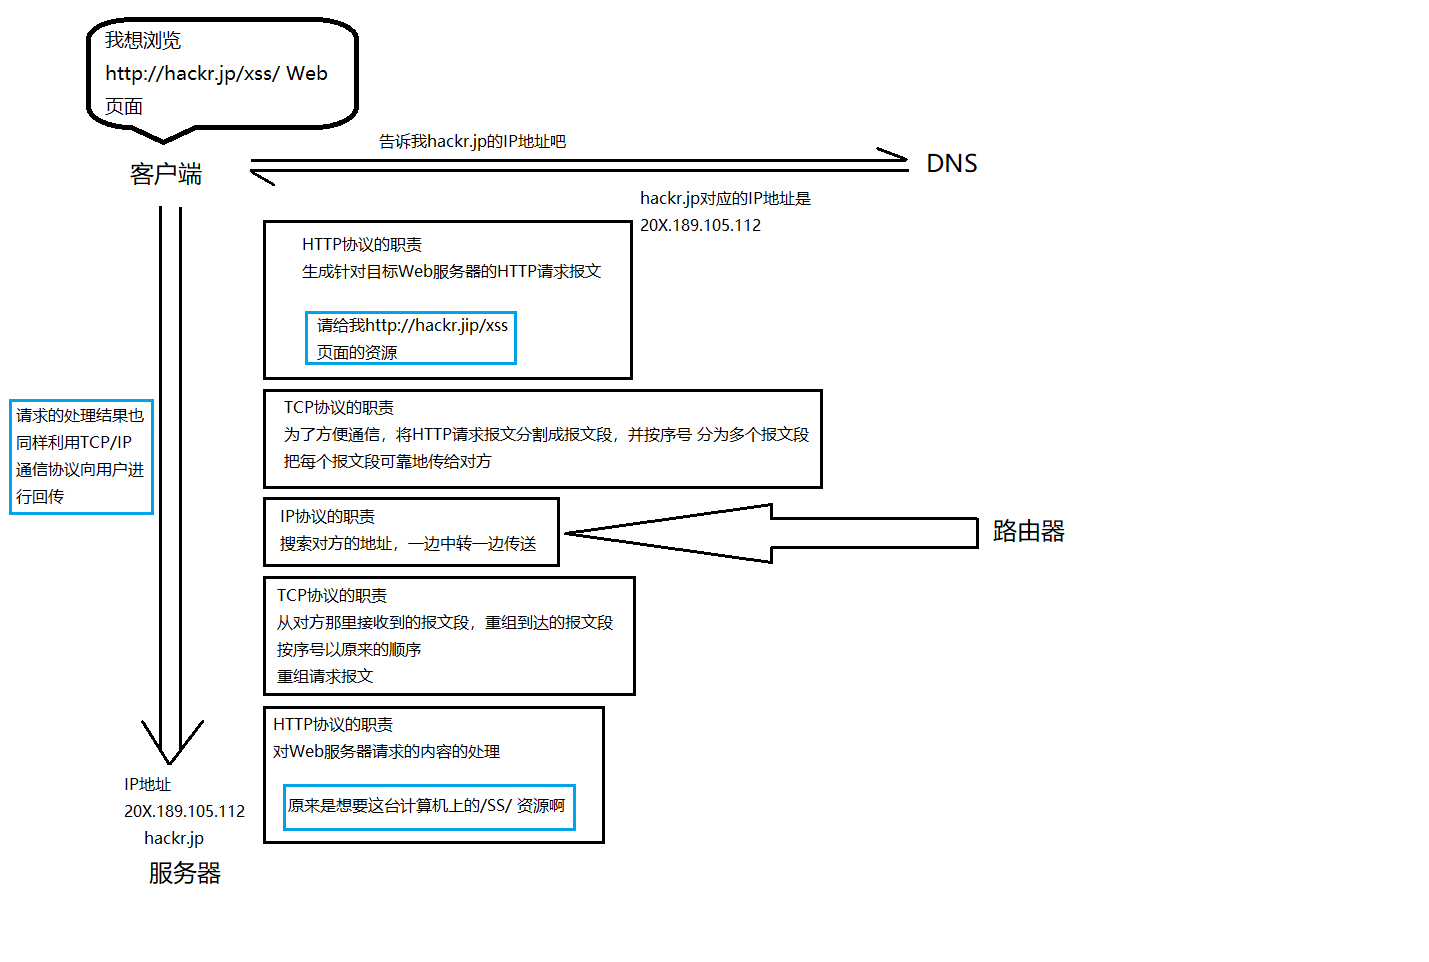 我想浏览
http://hackr.jp/xss/ Web
页面
客户端
告诉我hackr.jp的IP地址吧
DNS
hackr.jp对应的IP地址是
20X.189.105.112
HTTP协议的职责
生成针对目标Web服务器的HTTP请求报文
请给我http://hackr.jip/xss
页面的资源
TCP协议的职责
为了方便通信，将HTTP请求报文分割成报文段，并按序号 分为多个报文段
把每个报文段可靠地传给对方
请求的处理结果也
同样利用TCP/IP
通信协议向用户进
行回传
IP协议的职责
搜索对方的地址，一边中转一边传送
路由器
TCP协议的职责
从对方那里接收到的报文段，重组到达的报文段
按序号以原来的顺序
重组请求报文
HTTP协议的职责
对Web服务器请求的内容的处理
原来是想要这台计算机上的/SS/ 资源啊
IP地址
20X.189.105.112
hackr.jp
服务器